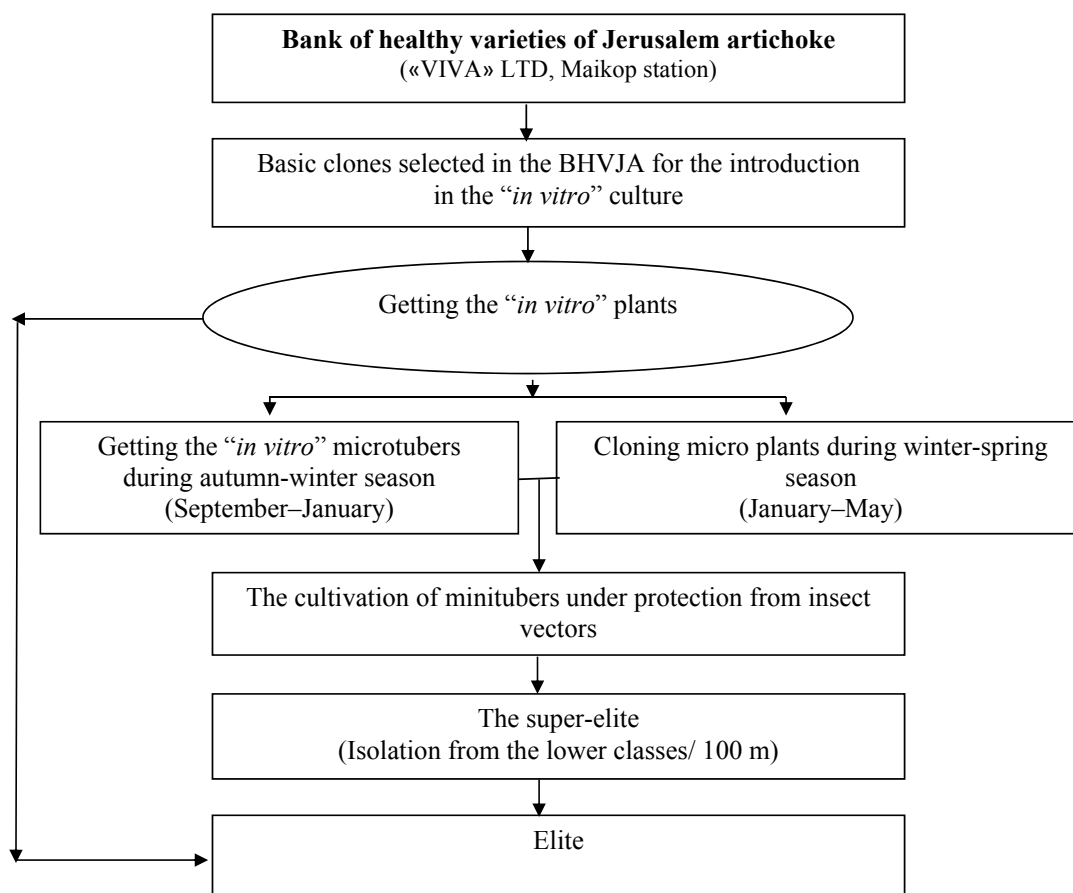 Bank of healthy varieties of Jerusalem artichoke
(«VIVA» LTD, Maikop station)
Basic clones selected in the BHVJA for the introduction
in the “in vitro” culture
Getting the “in vitro” plants
Getting the “in vitro” microtubers
during autumn-winter season
(September–January)
Cloning micro plants during winter-spring
season
(January–May)
The cultivation of minitubers under protection from insect
vectors
The super-elite
(Isolation from the lower classes/ 100 m)
Elite